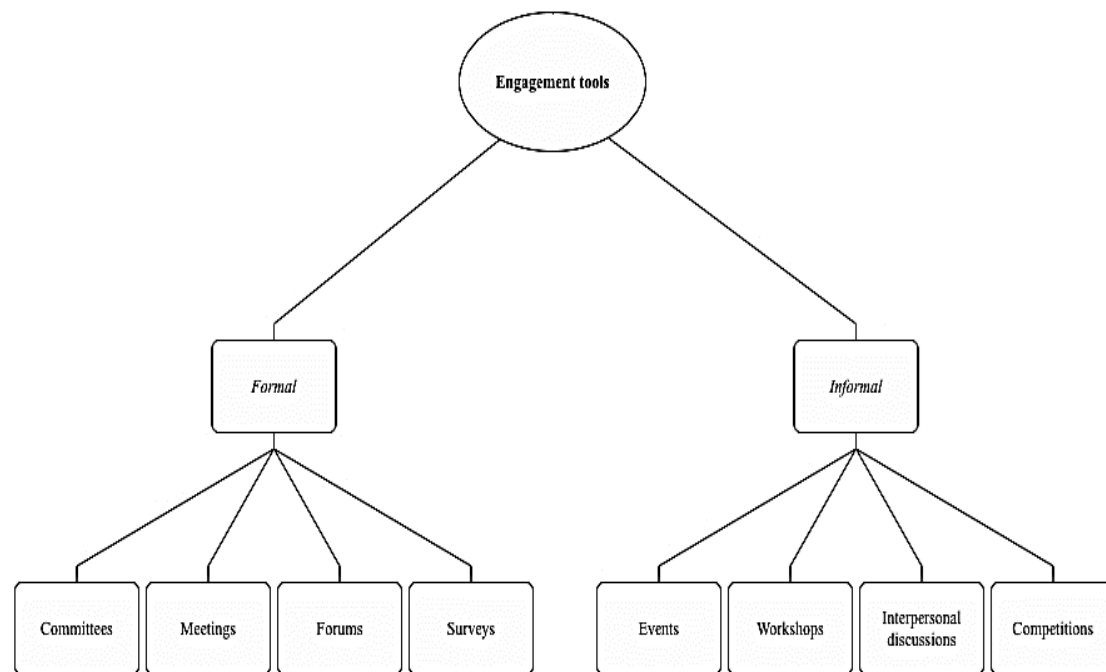 Engagement tools
Formal
Informal
Committees
Meetings
Forums
Surveys
Events
Workshops
Interpersonal
discussions
Competitions